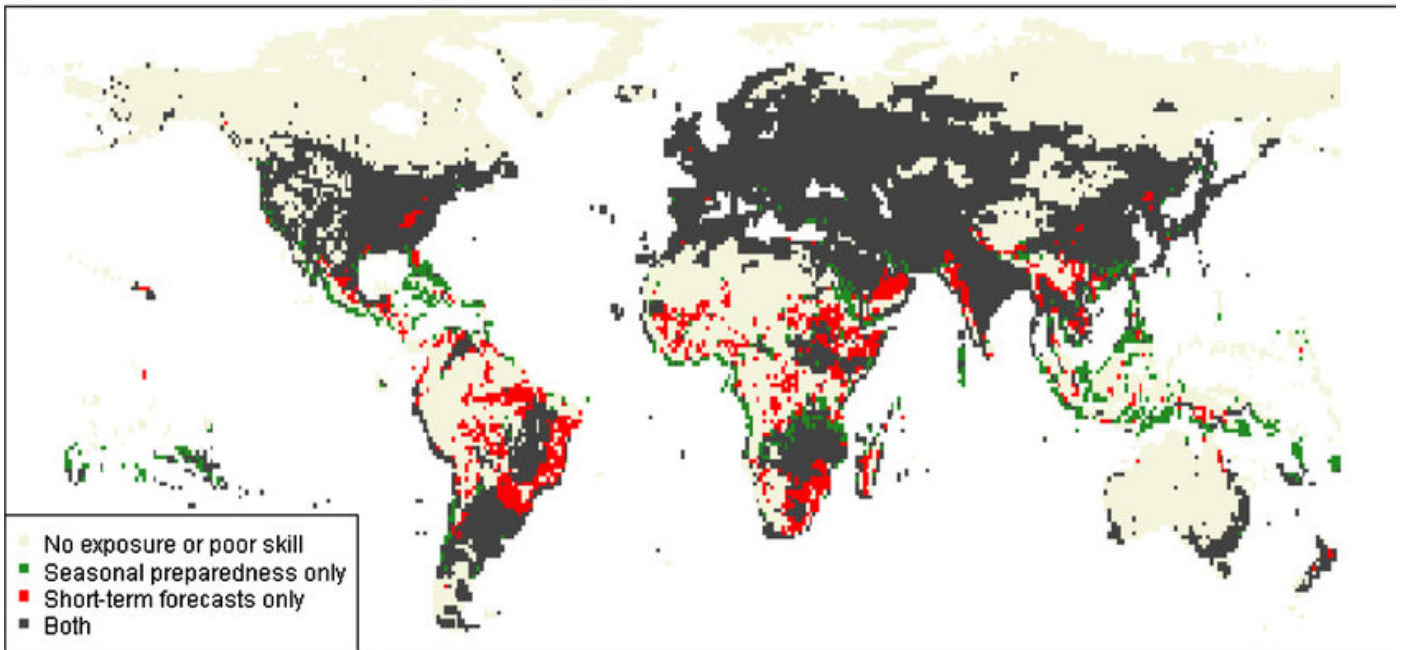 No exposure or poor skill
Seasonal preparedness only
Short-term forecasts only
Both